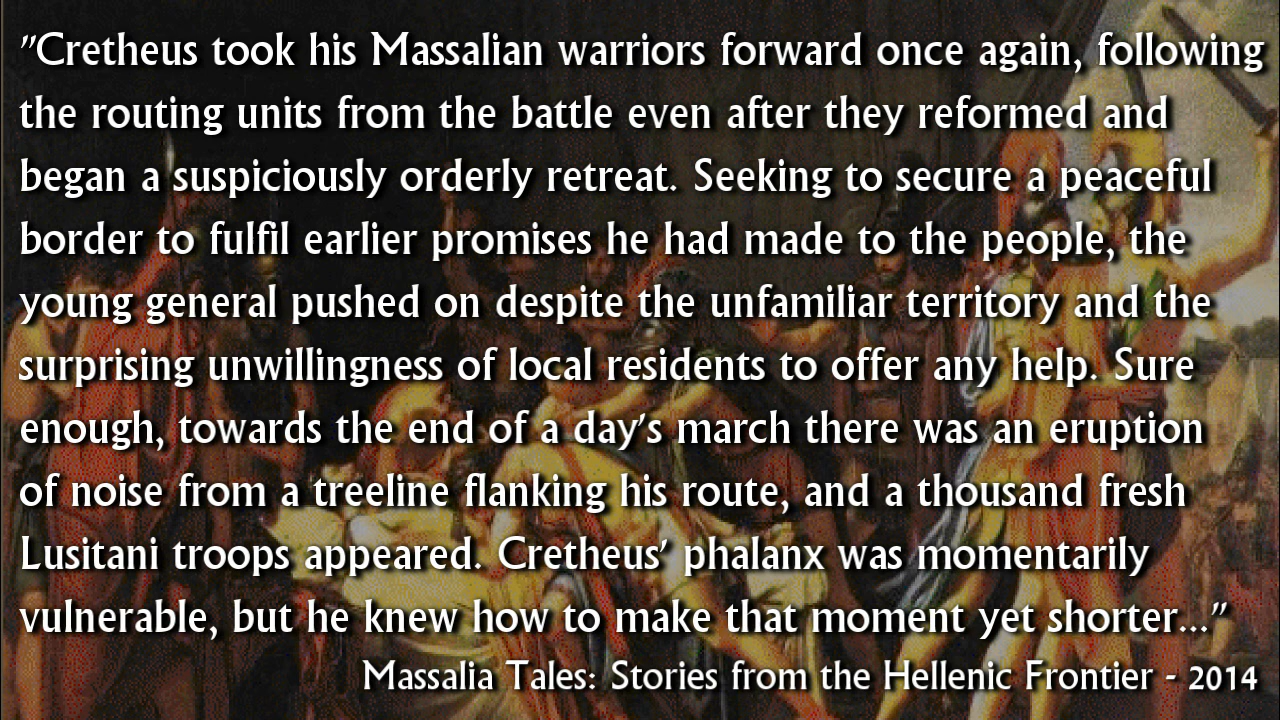 "Cretheus took his Massalian warriors forward once again, following
the routing units from the battle even after they reformed and
began a suspiciously orderly retreat. Seeking to secure a peaceful
border to fulfil earlier promises he had made to the people, the
young general pushed on despite the unfamiliar territory and the
surprising unwillingness of local residents to offer any help. Sure
enough, towards the end of a day's march there was an eruption
of noise from a treeline flanking his route, and a thousand fresh
Lusitani troops appeared. Cretheus' phalanx was momentarily
vulnerable, but he knew how to make that moment yet shorter..."
Massalia Tales: Stories from the Hellenic Frontier - 2014